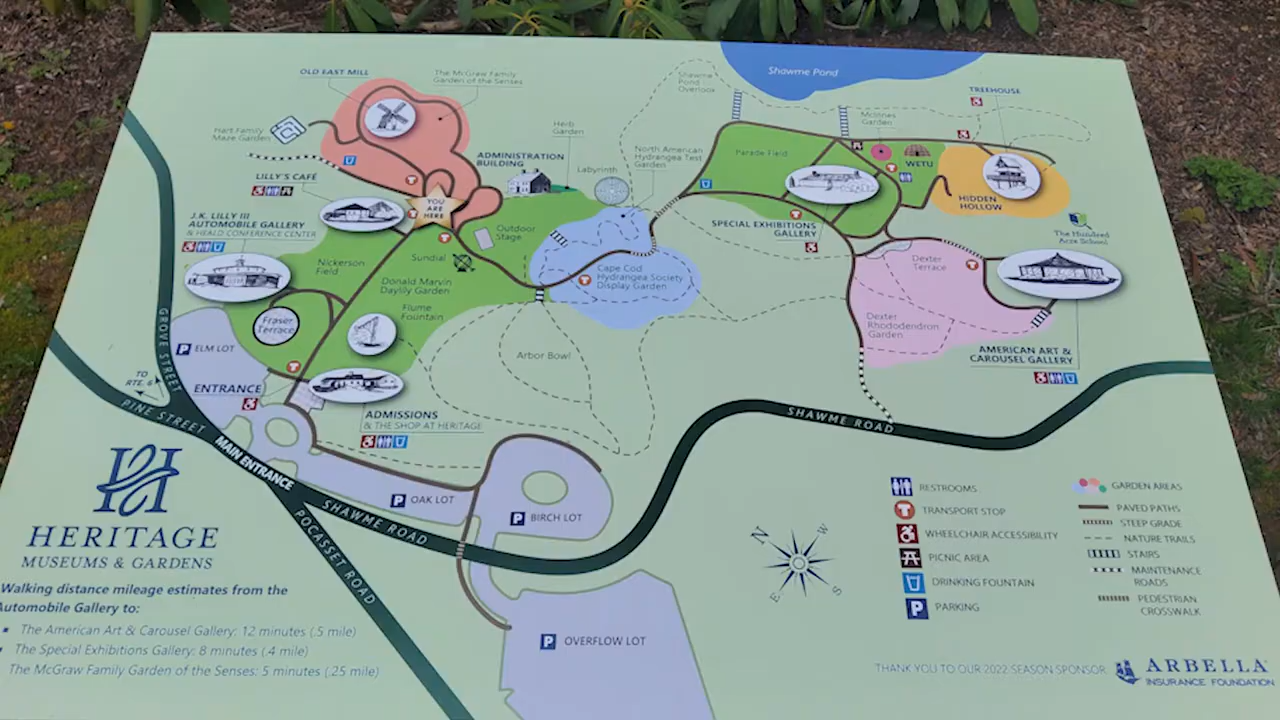 Shawme Pond
OLD EAST MILL
The McGraw Family
Garden of the Senses
Shawme
Pond
Overlook
TREEHOUSE
Hart Family
Maze Garden
Herb
Garden
McInnes
Garden
ADMINISTRATION
BUILDING
Labyrinth
North American
Hydrangea Test
Garden
Parade Field
WETU
LILLY'S CAFÉ
YOU
ARE
HERE
HIDDEN
HOLLOW
J.K. LILLY III
AUTOMOBILE GALLERY
& HEALD CONFERENCE CENTER
Outdoor
Stage
SPECIAL EXHIBITIONS
GALLERY
The Hundred
Acre School
Nickerson
Field
Sundial
Cape Cod
Hydrangea Society
Display Garden
Dexter
Terrace
Donald Marvin
Daylily Garden
Flume
Fountain
Fraser
Terrace
Dexter
Rhododendron
Garden
GROVE STREET
P ELM LOT
Arbor Bowl
AMERICAN ART &
CAROUSEL GALLERY
TO
RTE. 6
ENTRANCE
ADMISSIONS
& THE SHOP AT HERITAGE
PINE STREET
MAIN ENTRANCE
SHAWME ROAD
P OAK LOT
P BIRCH LOT
SHAWME ROAD
POCASSET ROAD
P OVERFLOW LOT
HERITAGE
MUSEUMS & GARDENS
Walking distance mileage estimates from the
Automobile Gallery to:
The American Art & Carousel Gallery: 12 minutes (.5 mile)
The Special Exhibitions Gallery: 8 minutes (.4 mile)
The McGraw Family Garden of the Senses: 5 minutes (.25 mile)
N
W
E
S
RESTROOMS
TRANSPORT STOP
WHEELCHAIR ACCESSIBILITY
PICNIC AREA
DRINKING FOUNTAIN
P PARKING
GARDEN AREAS
PAVED PATHS
STEEP GRADE
NATURE TRAILS
STAIRS
MAINTENANCE
ROADS
PEDESTRIAN
CROSSWALK
THANK YOU TO OUR 2022 SEASON SPONSOR
ARBELLA
INSURANCE FOUNDATION